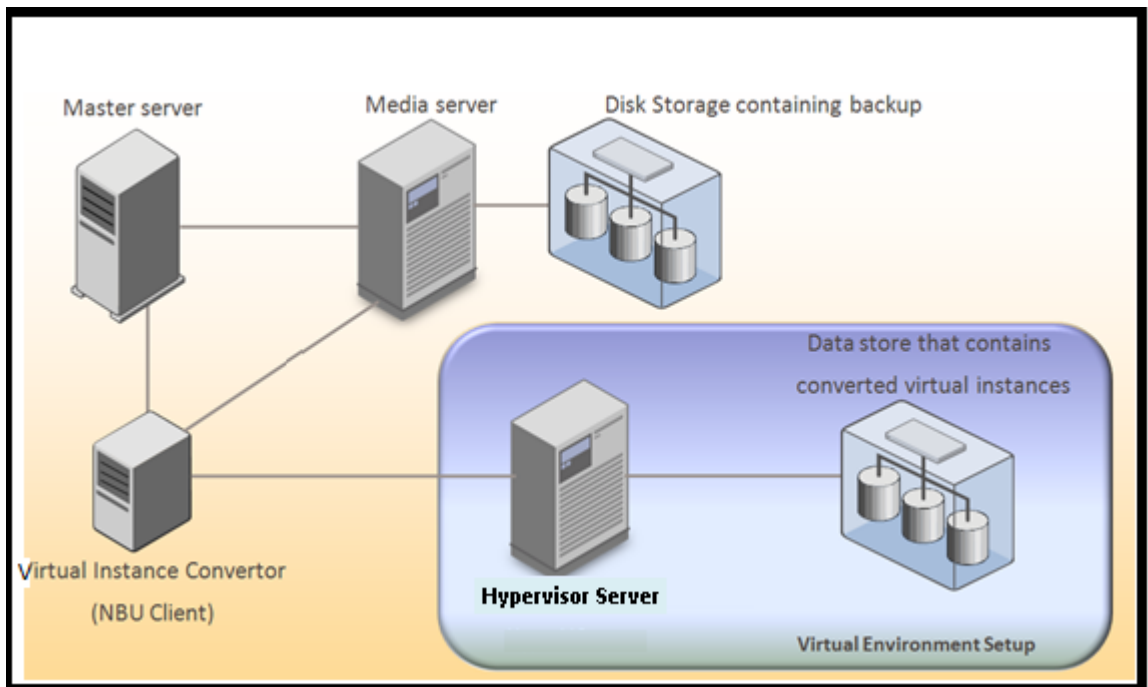 Master server
Media server
Disk Storage containing backup
Data store that contains
converted virtual instances
Virtual Instance Convertor
(NBU Client)
Hypervisor Server
Virtual Environment Setup